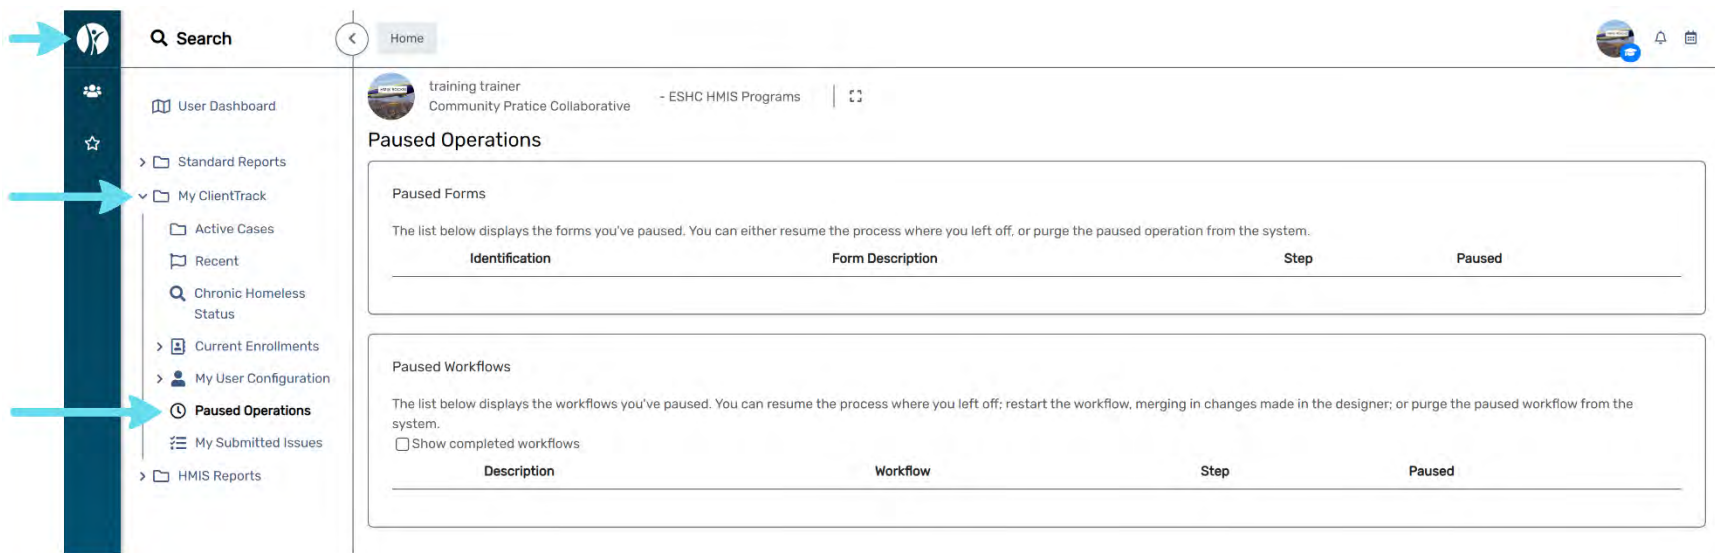 Search
Home
training trainer
Community Pratice Collaborative
- ESHC HMIS Programs
User Dashboard
Standard Reports
My ClientTrack
Active Cases
Recent
Chronic Homeless
Status
Current Enrollments
My User Configuration
Paused Operations
My Submitted Issues
HMIS Reports
Paused Operations
Paused Forms
The list below displays the forms you've paused. You can either resume the process where you left off, or purge the paused operation from the system.
Identification Form Description Step Paused
Paused Workflows
The list below displays the workflows you've paused. You can resume the process where you left off; restart the workflow, merging in changes made in the designer; or purge the paused workflow from the
system.
Show completed workflows
Description Workflow Step Paused